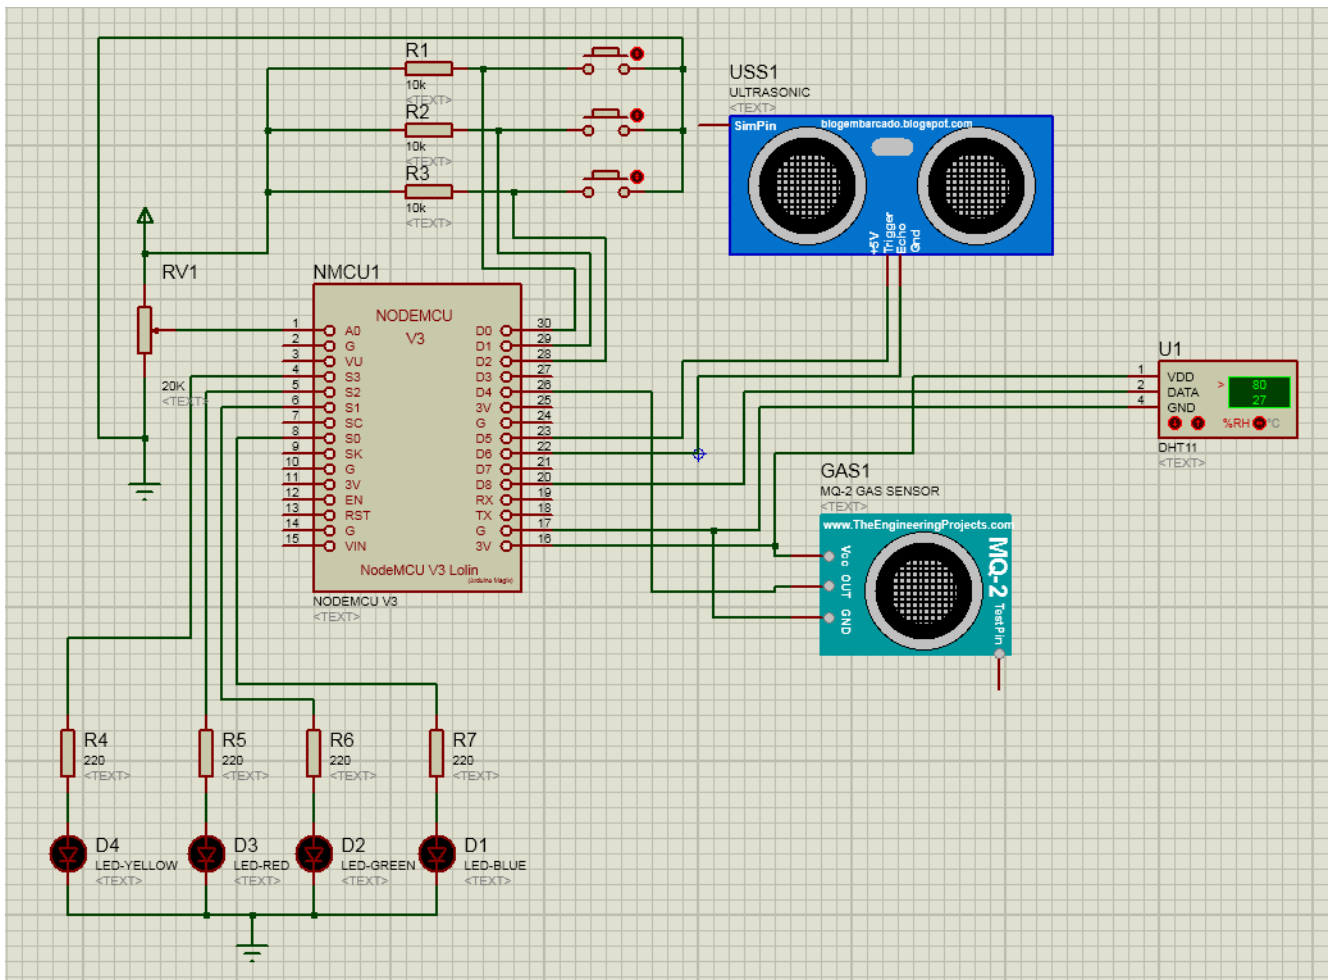 R1
10k
<TEXT>
R2
10k
<TEXT>
R3
10k
<TEXT>
USS1
ULTRASONIC
<TEXT>
SimPin
blogembarcado.blogspot.com
+5V
Trigger
Echo
Gnd
RV1
20K
<TEXT>
NMCU1
NODEMCU
V3
1 A0
2 G
3 VU
4 S3
5 S2
6 S1
7 SC
8 S0
9 SK
10 G
11 3V
12 EN
13 RST
14 G
15 VIN
D0 30
D1 29
D2 28
D3 27
D4 26
3V 25
G 24
D5 23
D6 22
D7 21
D8 20
RX 19
TX 18
G 17
3V 16
NodeMCU V3 Lolin
(Arduino Magix)
NODEMCU V3
<TEXT>
U1
1 VDD
2 DATA
4 GND
>
80
27
%RH
°C
DHT11
<TEXT>
GAS1
MQ-2 GAS SENSOR
<TEXT>
www.TheEngineeringProjects.com
Vcc
OUT
GND
MQ-2
TestPin
R4
220
<TEXT>
R5
220
<TEXT>
R6
220
<TEXT>
R7
220
<TEXT>
D4
LED-YELLOW
<TEXT>
D3
LED-RED
<TEXT>
D2
LED-GREEN
<TEXT>
D1
LED-BLUE
<TEXT>